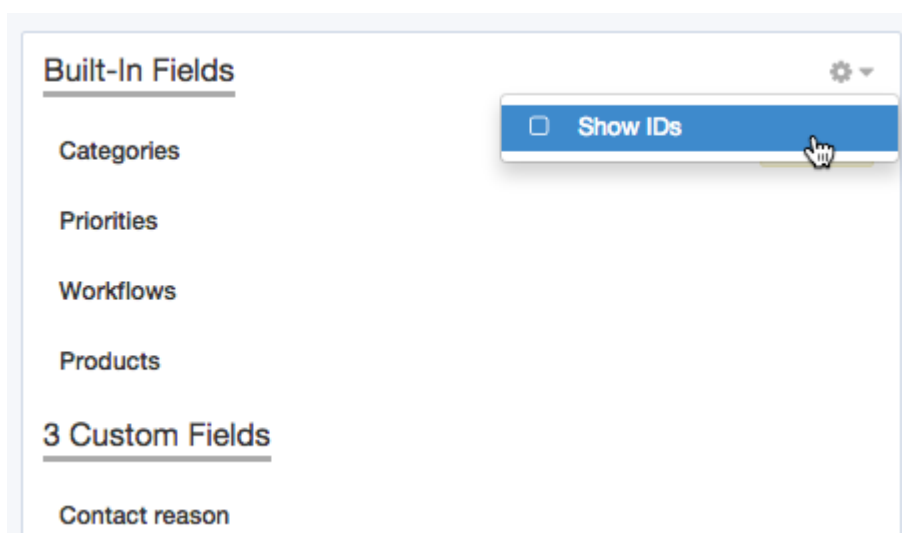 Built-In Fields
Show IDs
Categories
Priorities
Workflows
Products
3 Custom Fields
Contact reason